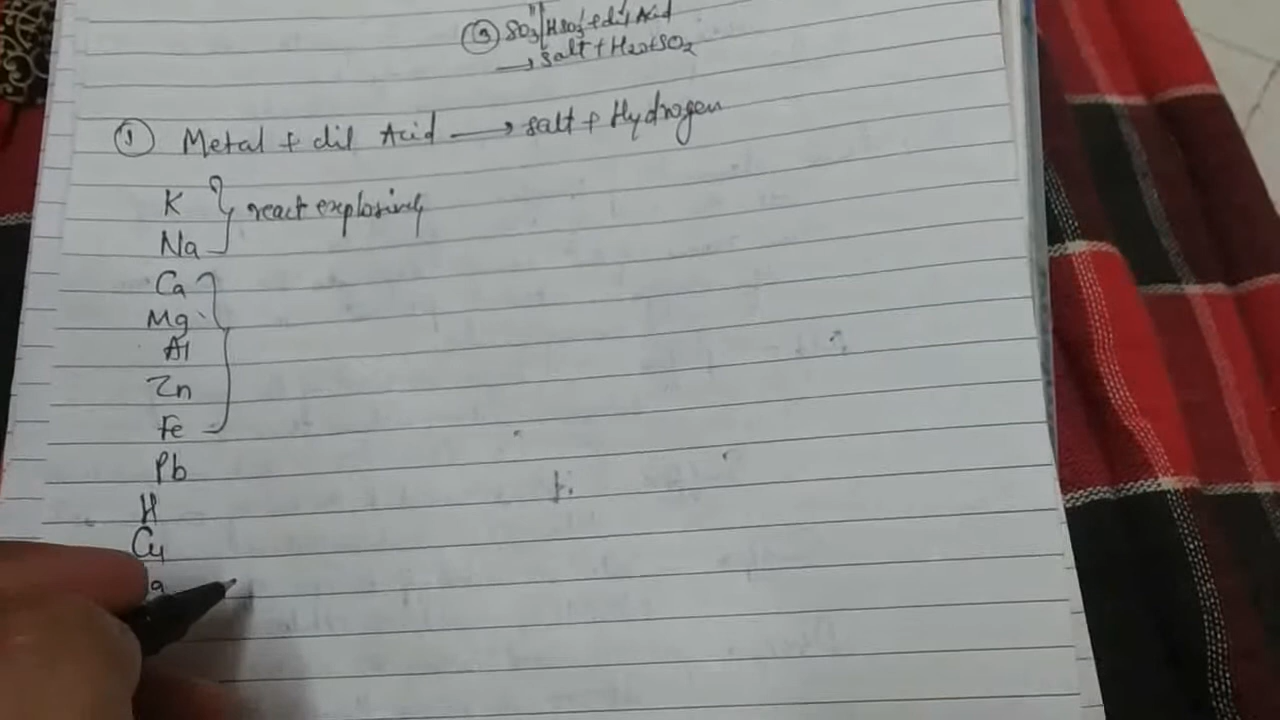 ③ SO₃"/HSO₃' + dil Acid
→ salt + H₂O + SO₂
① Metal + dil Acid → salt + Hydrogen
K
react explosively
Na
Ca
Mg
Al
Zn
Fe
Pb
H
Cu